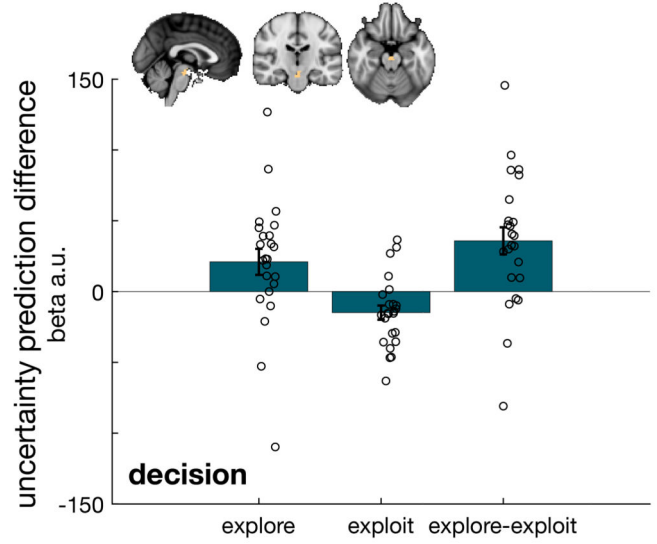 150
0
-150
uncertainty prediction difference
beta a.u.
decision
explore exploit explore-exploit